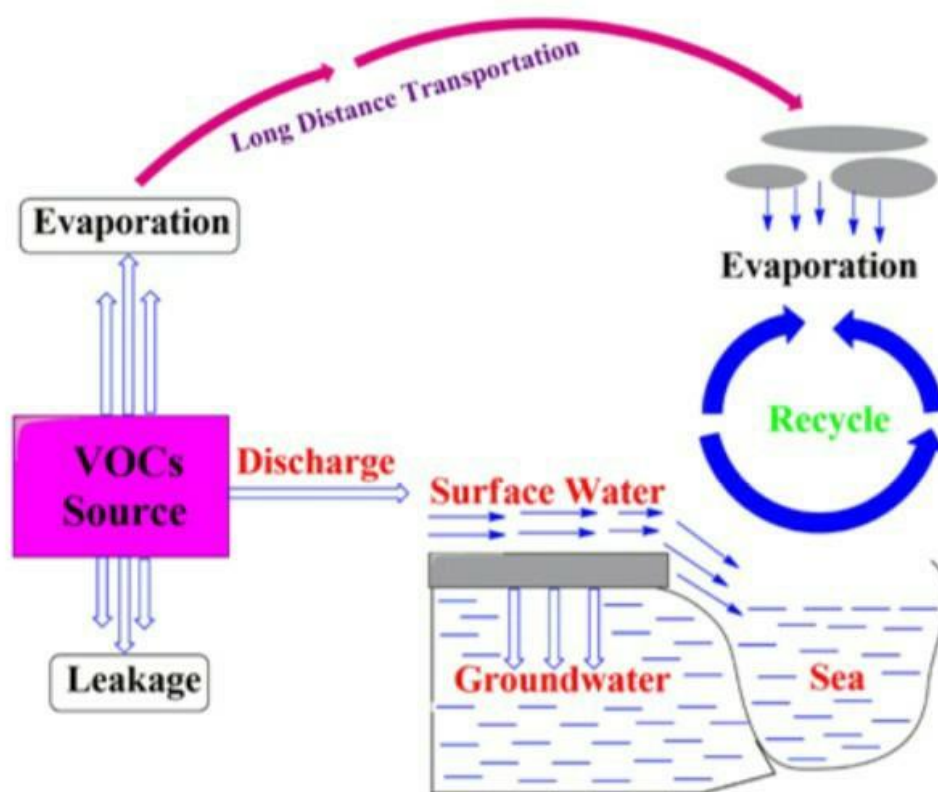 Long Distance Transportation
Evaporation
Evaporation
Recycle
VOCs
Source
Discharge
Surface Water
Leakage
Groundwater
Sea